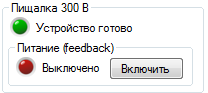 Пищалка 300 В
Устройство готово
Питание (feedback)
Выключено Включить